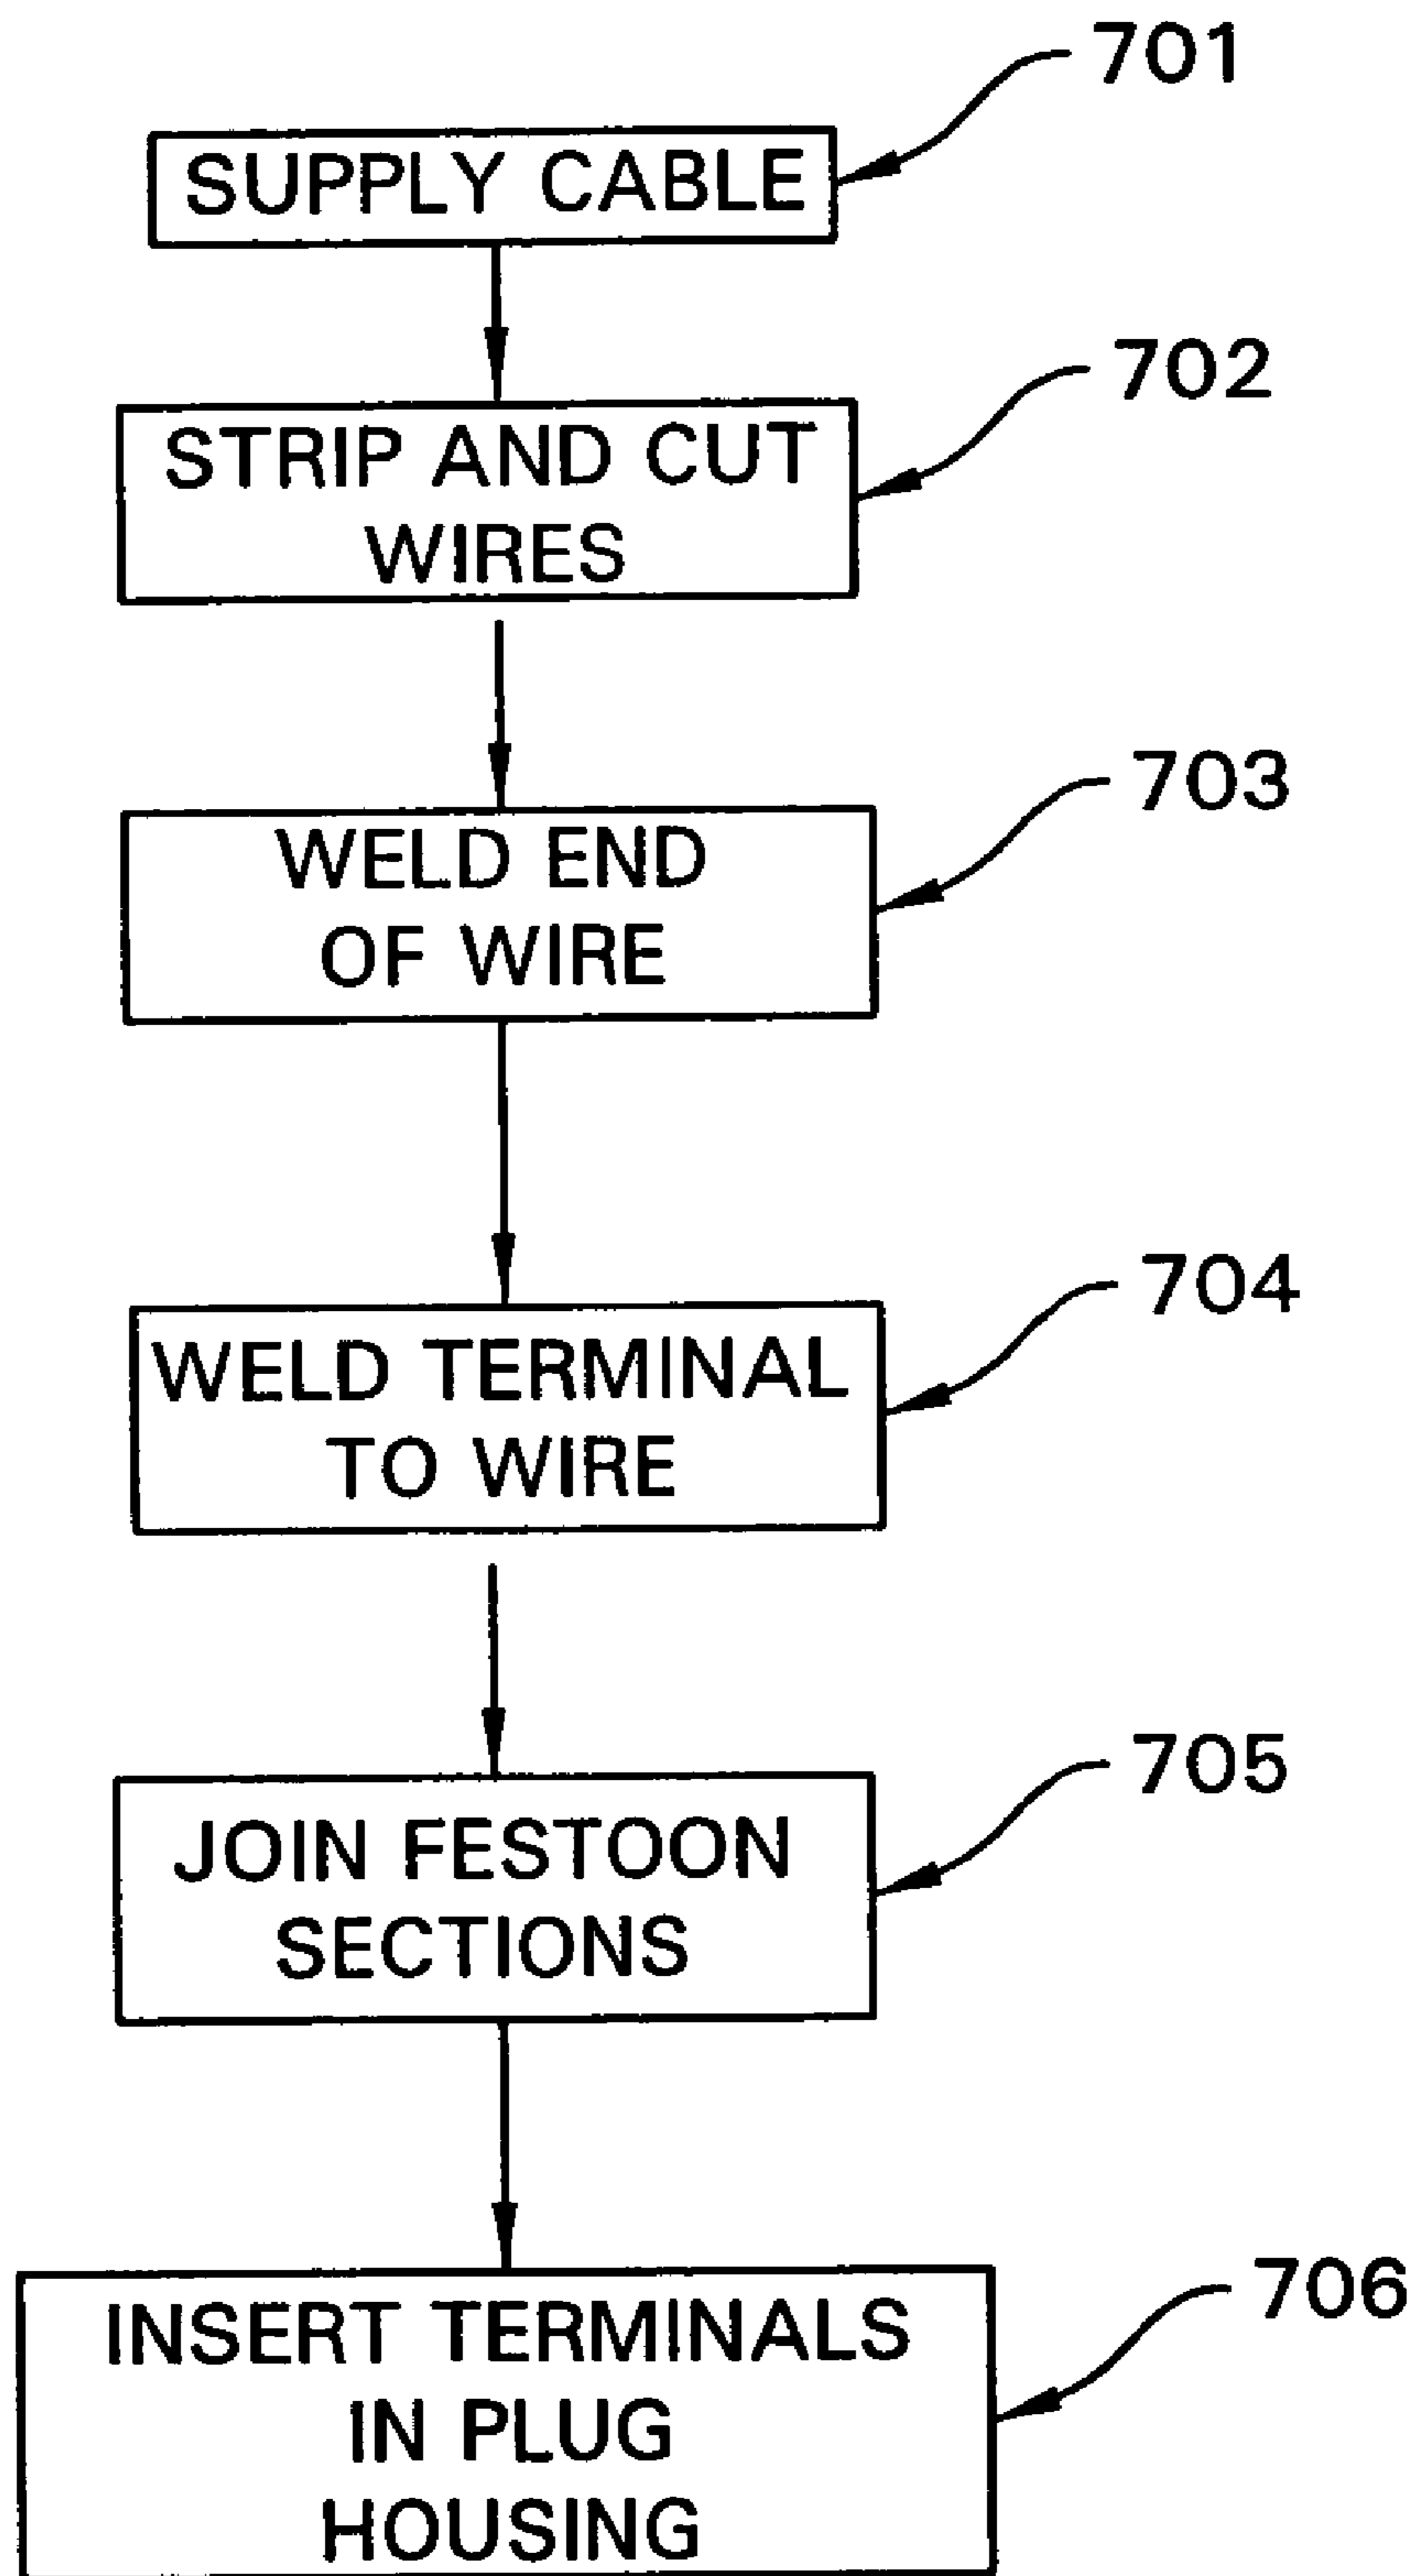 701
SUPPLY CABLE
702
STRIP AND CUT
WIRES
703
WELD END
OF WIRE
704
WELD TERMINAL
TO WIRE
705
JOIN FESTOON
SECTIONS
706
INSERT TERMINALS
IN PLUG
HOUSING